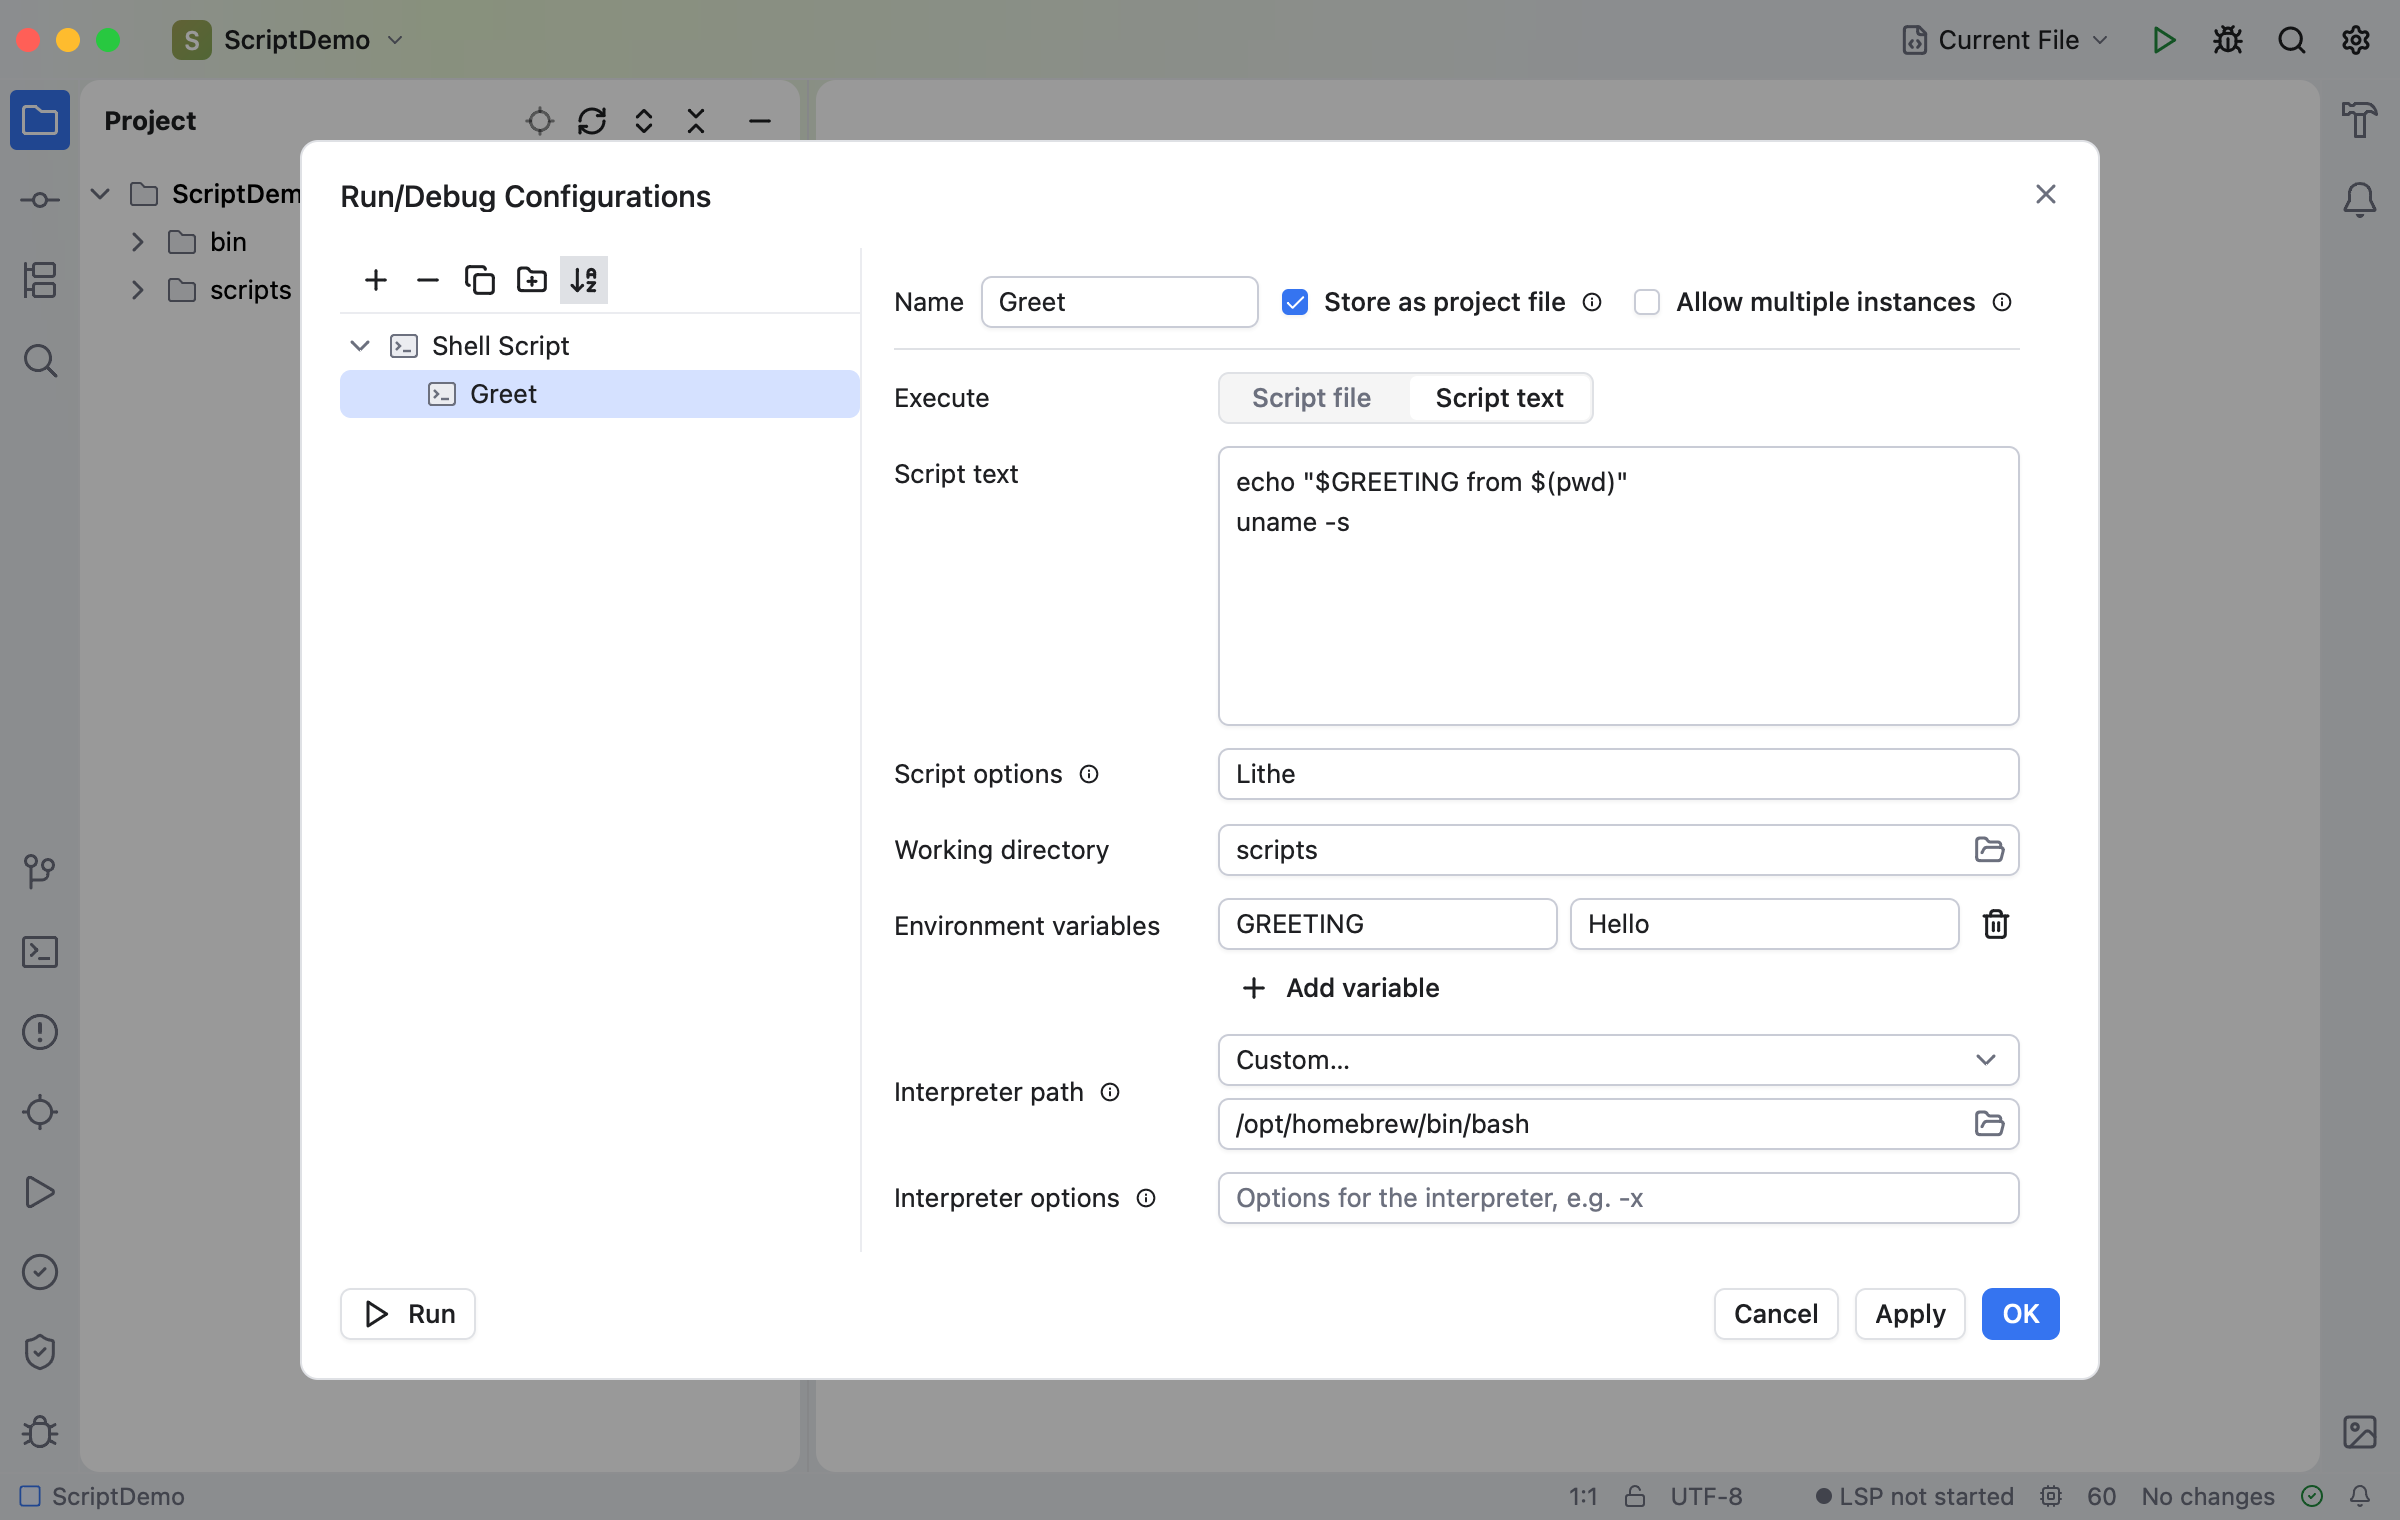 S ScriptDemo
Current File
Project
ScriptDem
bin
scripts
Run/Debug Configurations
Shell Script
Greet
Name Greet Store as project file Allow multiple instances
Execute Script file Script text
Script text
echo "$GREETING from $(pwd)"
uname -s
Script options Lithe
Working directory scripts
Environment variables GREETING Hello
Add variable
Custom...
Interpreter path
/opt/homebrew/bin/bash
Interpreter options Options for the interpreter, e.g. -x
Run Cancel Apply OK
ScriptDemo 1:1 UTF-8 LSP not started 60 No changes